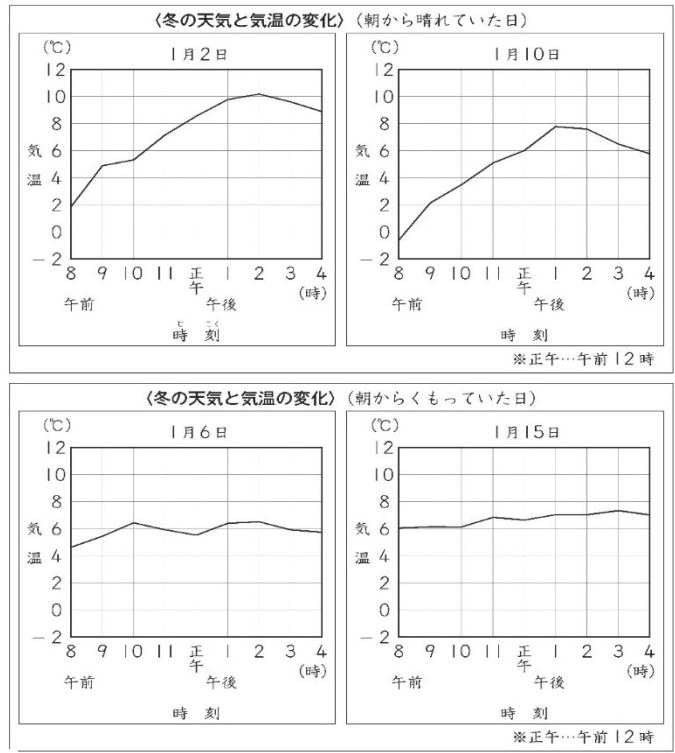 〈冬の天気と気温の変化〉(朝から晴れていた日)
(℃) 1月2日
12
10
8
6
4
2
0
−2
気温
8 9 10 11 正午 1 2 3 4
(時)
午前 午後
じ こく
時刻
(℃) 1月10日
12
10
8
6
4
2
0
−2
気温
8 9 10 11 正午 1 2 3 4
(時)
午前 午後
時刻
※正午…午前12時
〈冬の天気と気温の変化〉(朝からくもっていた日)
(℃) 1月6日
12
10
8
6
4
2
0
−2
気温
8 9 10 11 正午 1 2 3 4
(時)
午前 午後
時刻
(℃) 1月15日
12
10
8
6
4
2
0
−2
気温
8 9 10 11 正午 1 2 3 4
(時)
午前 午後
時刻
※正午…午前12時